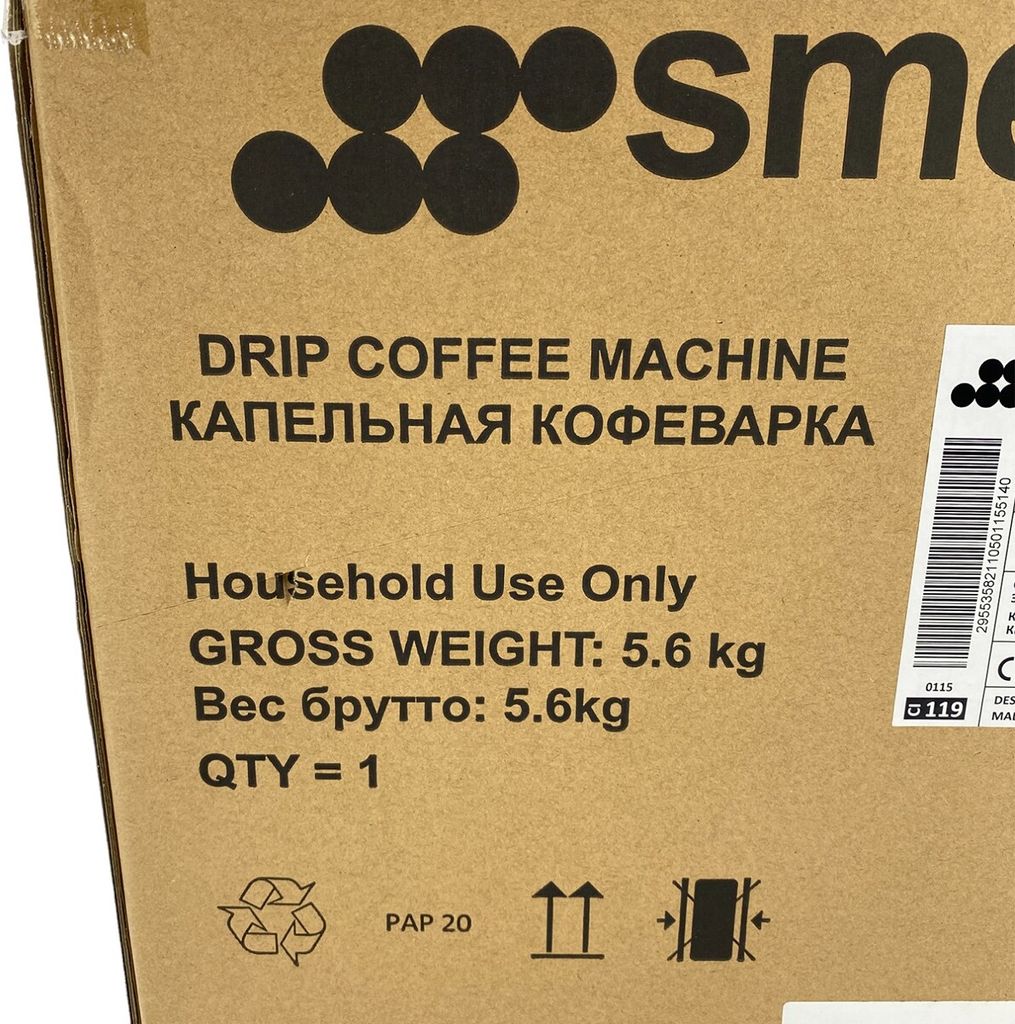 sme
DRIP COFFEE MACHINE
КАПЕЛЬНАЯ КОФЕВАРКА
Household Use Only
GROSS WEIGHT: 5.6 kg
Вес брутто: 5.6kg
QTY = 1
PAP 20
29553582110501155140
0115
CI 119
DES